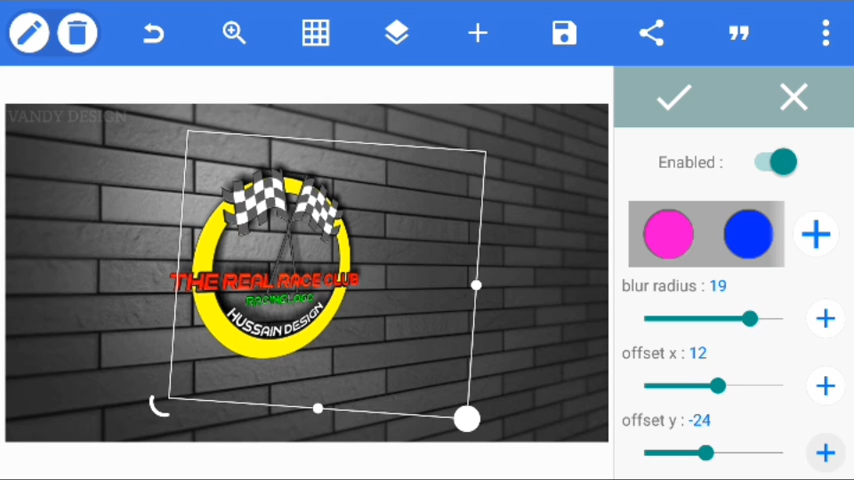 VANDY DESIGN
THE REAL RACE CLUB
RACING LOGO
HUSSAIN DESIGN
Enabled :
blur radius : 19
offset x : 12
offset y : -24